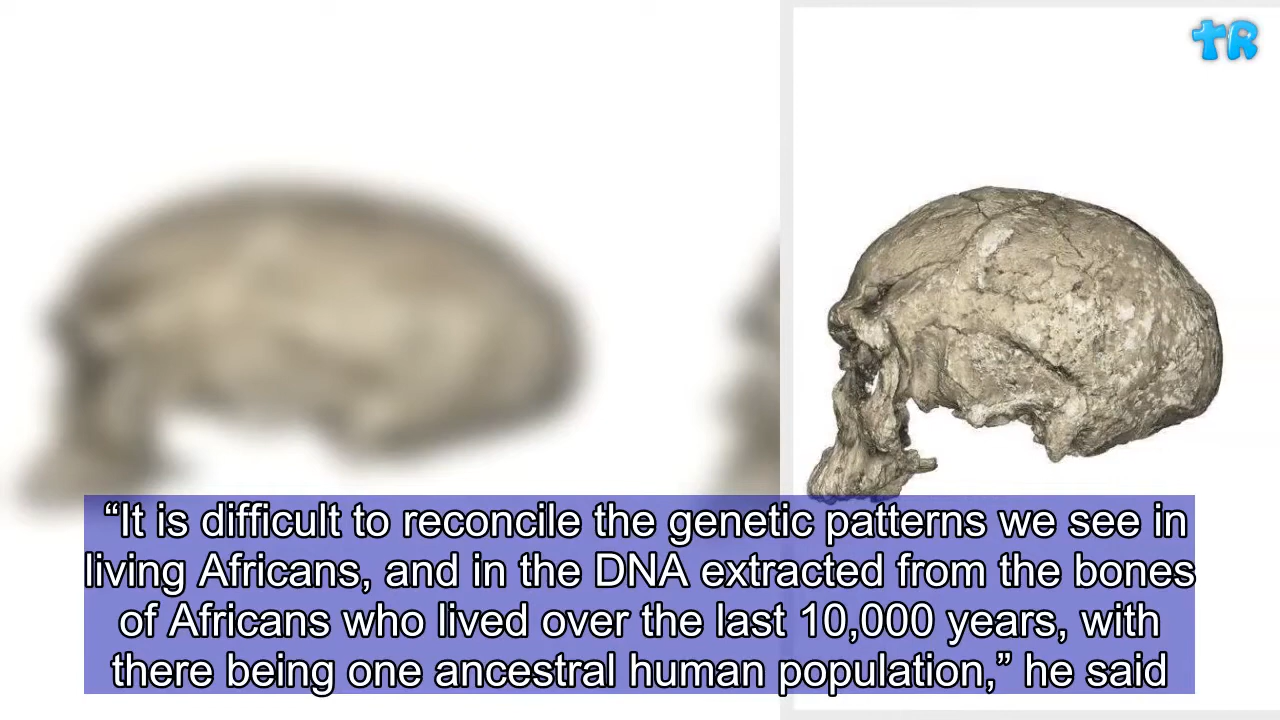 TR
“It is difficult to reconcile the genetic patterns we see in
living Africans, and in the DNA extracted from the bones
of Africans who lived over the last 10,000 years, with
there being one ancestral human population,” he said